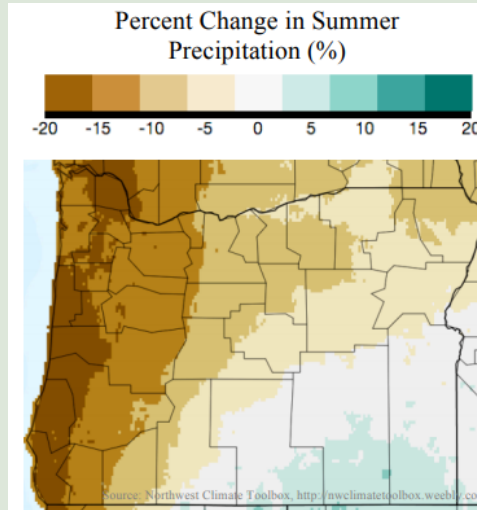 Percent Change in Summer
Precipitation (%)
-20 -15 -10 -5 0 5 10 15 20
Source: Northwest Climate Toolbox, http://nwclimatetoolbox.weebly.co